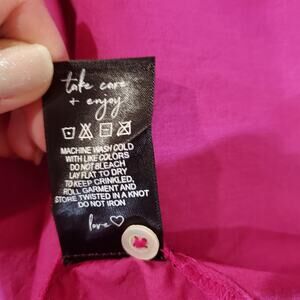 take care
+ enjoy
MACHINE WASH COLD
WITH LIKE COLORS
DO NOT BLEACH
LAY FLAT TO DRY
TO KEEP CRINKLED,
ROLL GARMENT AND
STORE TWISTED IN A KNOT
DO NOT IRON
love♡